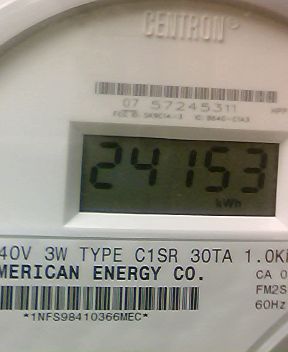 CENTRON®
07 57245311
24153
kWh
40V 3W TYPE C1SR 30TA 1.0K
MERICAN ENERGY CO.
CA 0
FM2S
60Hz
*1NFS98410366MEC*